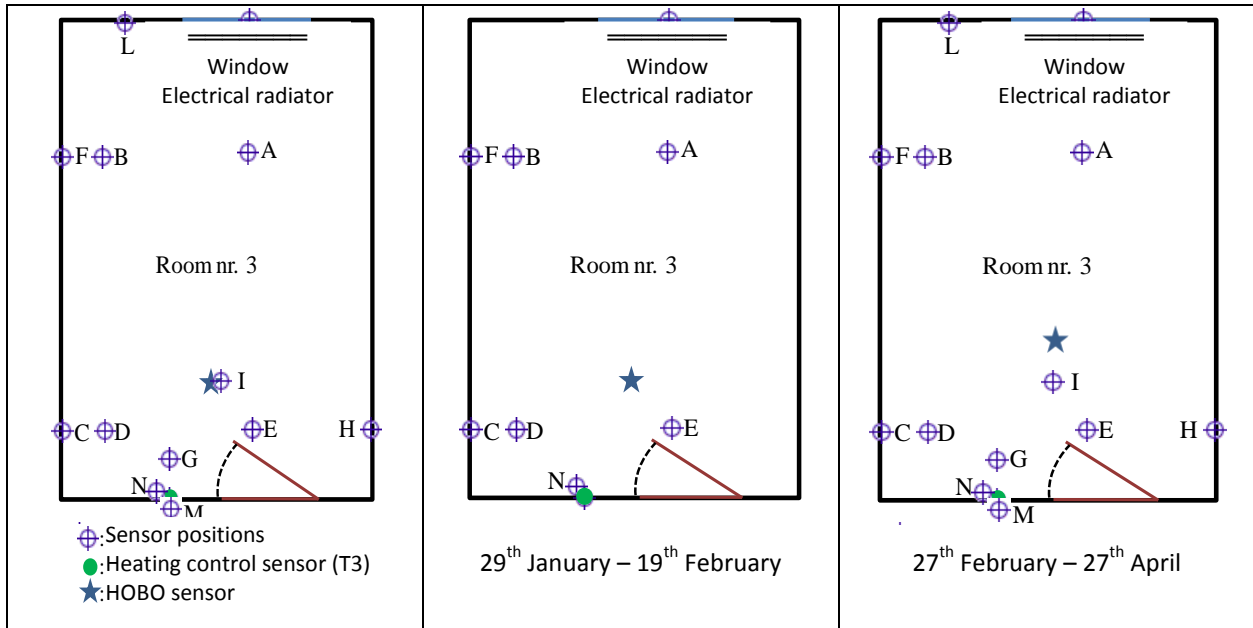 L
Window
Electrical radiator
A
F B
Room nr. 3
I
C D
E
H
G
N
M
:Sensor positions
:Heating control sensor (T3)
:HOBO sensor
Window
Electrical radiator
A
F B
Room nr. 3
C D
E
N
29th January – 19th February
L
Window
Electrical radiator
A
F B
Room nr. 3
I
C D
E
H
G
N
M
27th February – 27th April